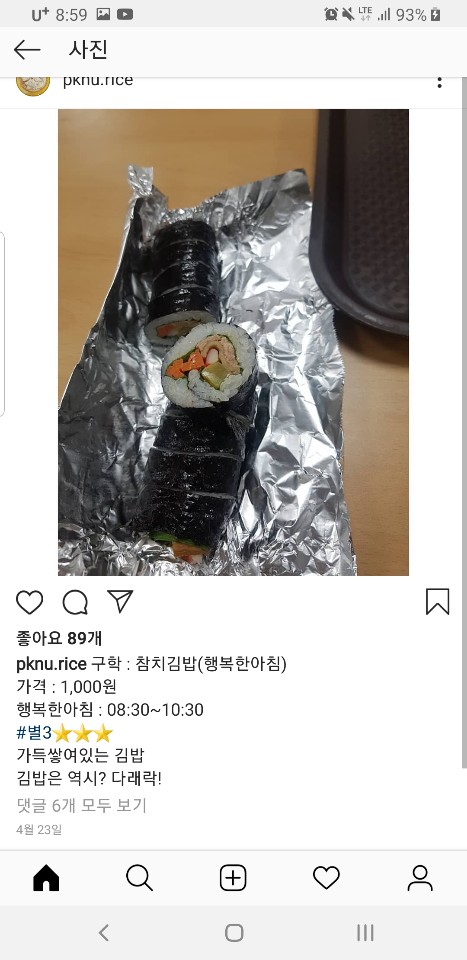 U+ 8:59 LTE 93%
사진
pknu.rice
좋아요 89개
pknu.rice 구학 : 참치김밥(행복한아침)
가격 : 1,000원
행복한아침 : 08:30~10:30
#별3⭐⭐⭐
가득쌓여있는 김밥
김밥은 역시? 다래락!
댓글 6개 모두 보기
4월 23일